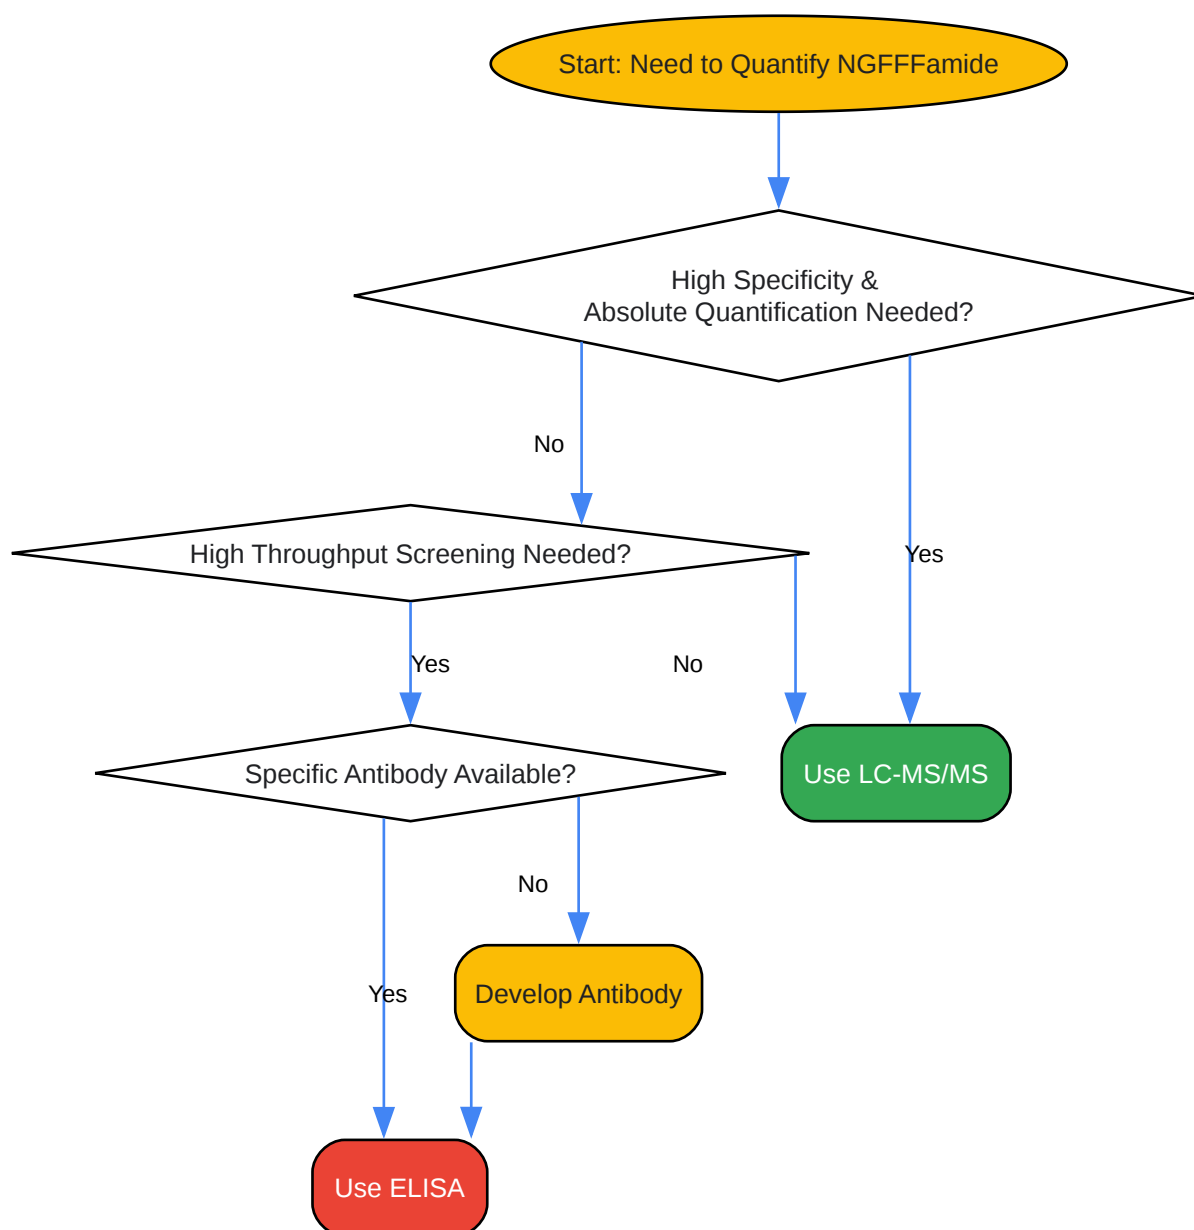 Start: Need to Quantify NGFFFamide
High Specificity &
Absolute Quantification Needed?
No
High Throughput Screening Needed?
Yes
Yes
No
Specific Antibody Available?
Use LC-MS/MS
No
Yes
Develop Antibody
Use ELISA